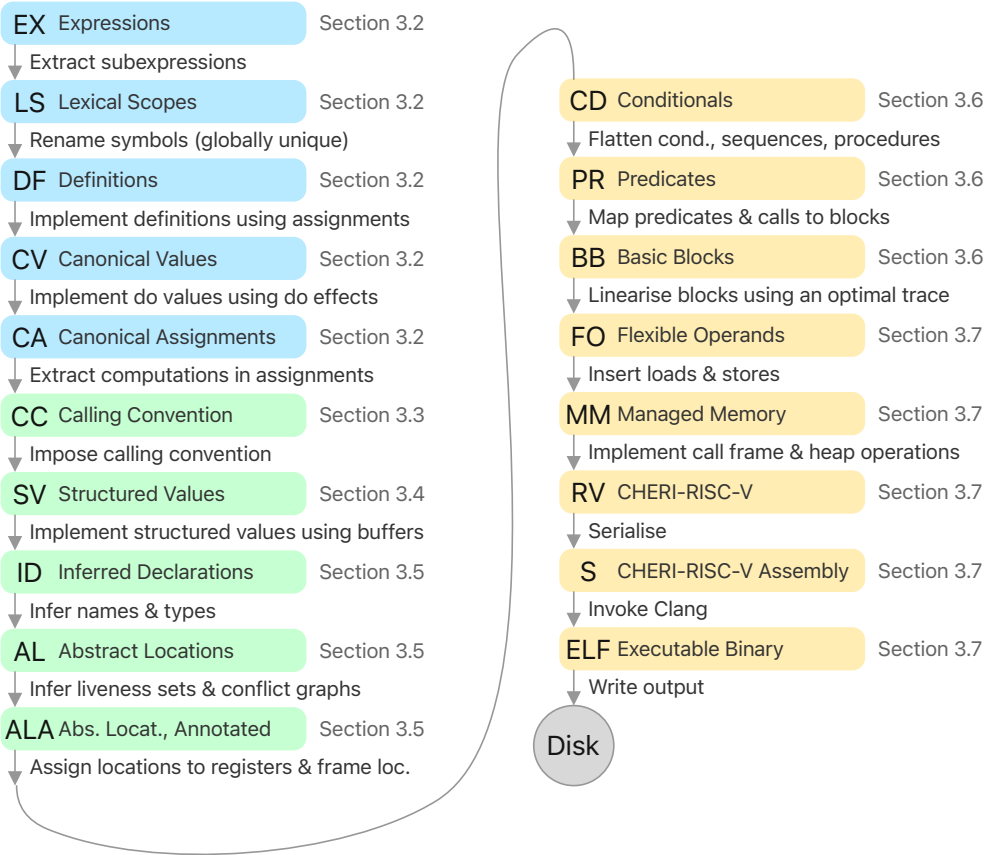 EX Expressions Section 3.2
Extract subexpressions
LS Lexical Scopes Section 3.2
Rename symbols (globally unique)
DF Definitions Section 3.2
Implement definitions using assignments
CV Canonical Values Section 3.2
Implement do values using do effects
CA Canonical Assignments Section 3.2
Extract computations in assignments
CC Calling Convention Section 3.3
Impose calling convention
SV Structured Values Section 3.4
Implement structured values using buffers
ID Inferred Declarations Section 3.5
Infer names & types
AL Abstract Locations Section 3.5
Infer liveness sets & conflict graphs
ALA Abs. Locat., Annotated Section 3.5
Assign locations to registers & frame loc.
CD Conditionals Section 3.6
Flatten cond., sequences, procedures
PR Predicates Section 3.6
Map predicates & calls to blocks
BB Basic Blocks Section 3.6
Linearise blocks using an optimal trace
FO Flexible Operands Section 3.7
Insert loads & stores
MM Managed Memory Section 3.7
Implement call frame & heap operations
RV CHERI-RISC-V Section 3.7
Serialise
S CHERI-RISC-V Assembly Section 3.7
Invoke Clang
ELF Executable Binary Section 3.7
Write output
Disk